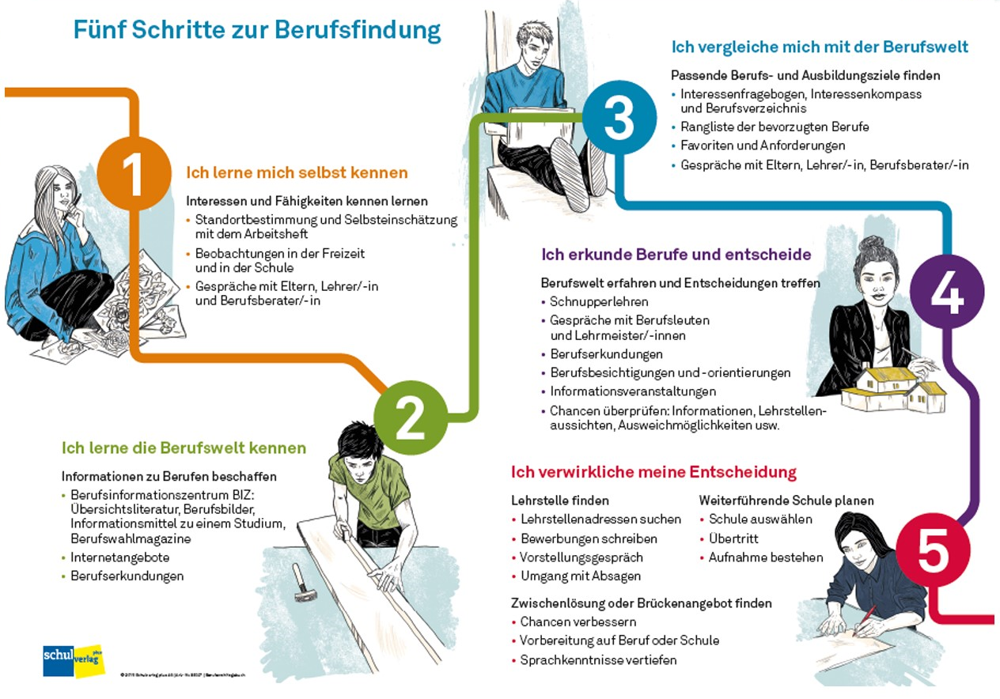 Fünf Schritte zur Berufsfindung
1
Ich lerne mich selbst kennen
Interessen und Fähigkeiten kennen lernen
• Standortbestimmung und Selbsteinschätzung
mit dem Arbeitsheft
• Beobachtungen in der Freizeit
und in der Schule
• Gespräche mit Eltern, Lehrer/-in
und Berufsberater/-in
2
Ich lerne die Berufswelt kennen
Informationen zu Berufen beschaffen
• Berufsinformationszentrum BIZ:
Übersichtsliteratur, Berufsbilder,
Informationsmittel zu einem Studium,
Berufswahlmagazine
• Internetangebote
• Berufserkundungen
3
Ich vergleiche mich mit der Berufswelt
Passende Berufs- und Ausbildungsziele finden
• Interessenfragebogen, Interessenkompass
und Berufsverzeichnis
• Rangliste der bevorzugten Berufe
• Favoriten und Anforderungen
• Gespräche mit Eltern, Lehrer/-in, Berufsberater/-in
4
Ich erkunde Berufe und entscheide
Berufswelt erfahren und Entscheidungen treffen
• Schnupperlehren
• Gespräche mit Berufsleuten
und Lehrmeister/-innen
• Berufserkundungen
• Berufsbesichtigungen und -orientierungen
• Informationsveranstaltungen
• Chancen überprüfen: Informationen, Lehrstellen-
aussichten, Ausweichmöglichkeiten usw.
5
Ich verwirkliche meine Entscheidung
Lehrstelle finden
• Lehrstellenadressen suchen
• Bewerbungen schreiben
• Vorstellungsgespräch
• Umgang mit Absagen
Weiterführende Schule planen
• Schule auswählen
• Übertritt
• Aufnahme bestehen
Zwischenlösung oder Brückenangebot finden
• Chancen verbessern
• Vorbereitung auf Beruf oder Schule
• Sprachkenntnisse vertiefen
schulverlag plus